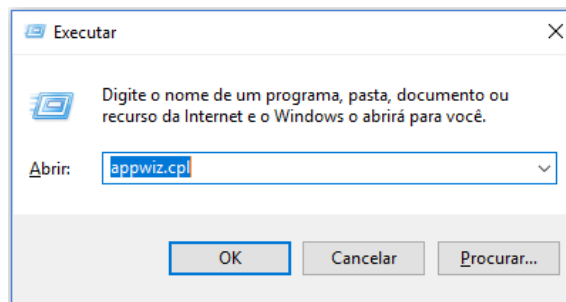 Executar
Digite o nome de um programa, pasta, documento ou
recurso da Internet e o Windows o abrirá para você.
Abrir: appwiz.cpl
OK Cancelar Procurar...